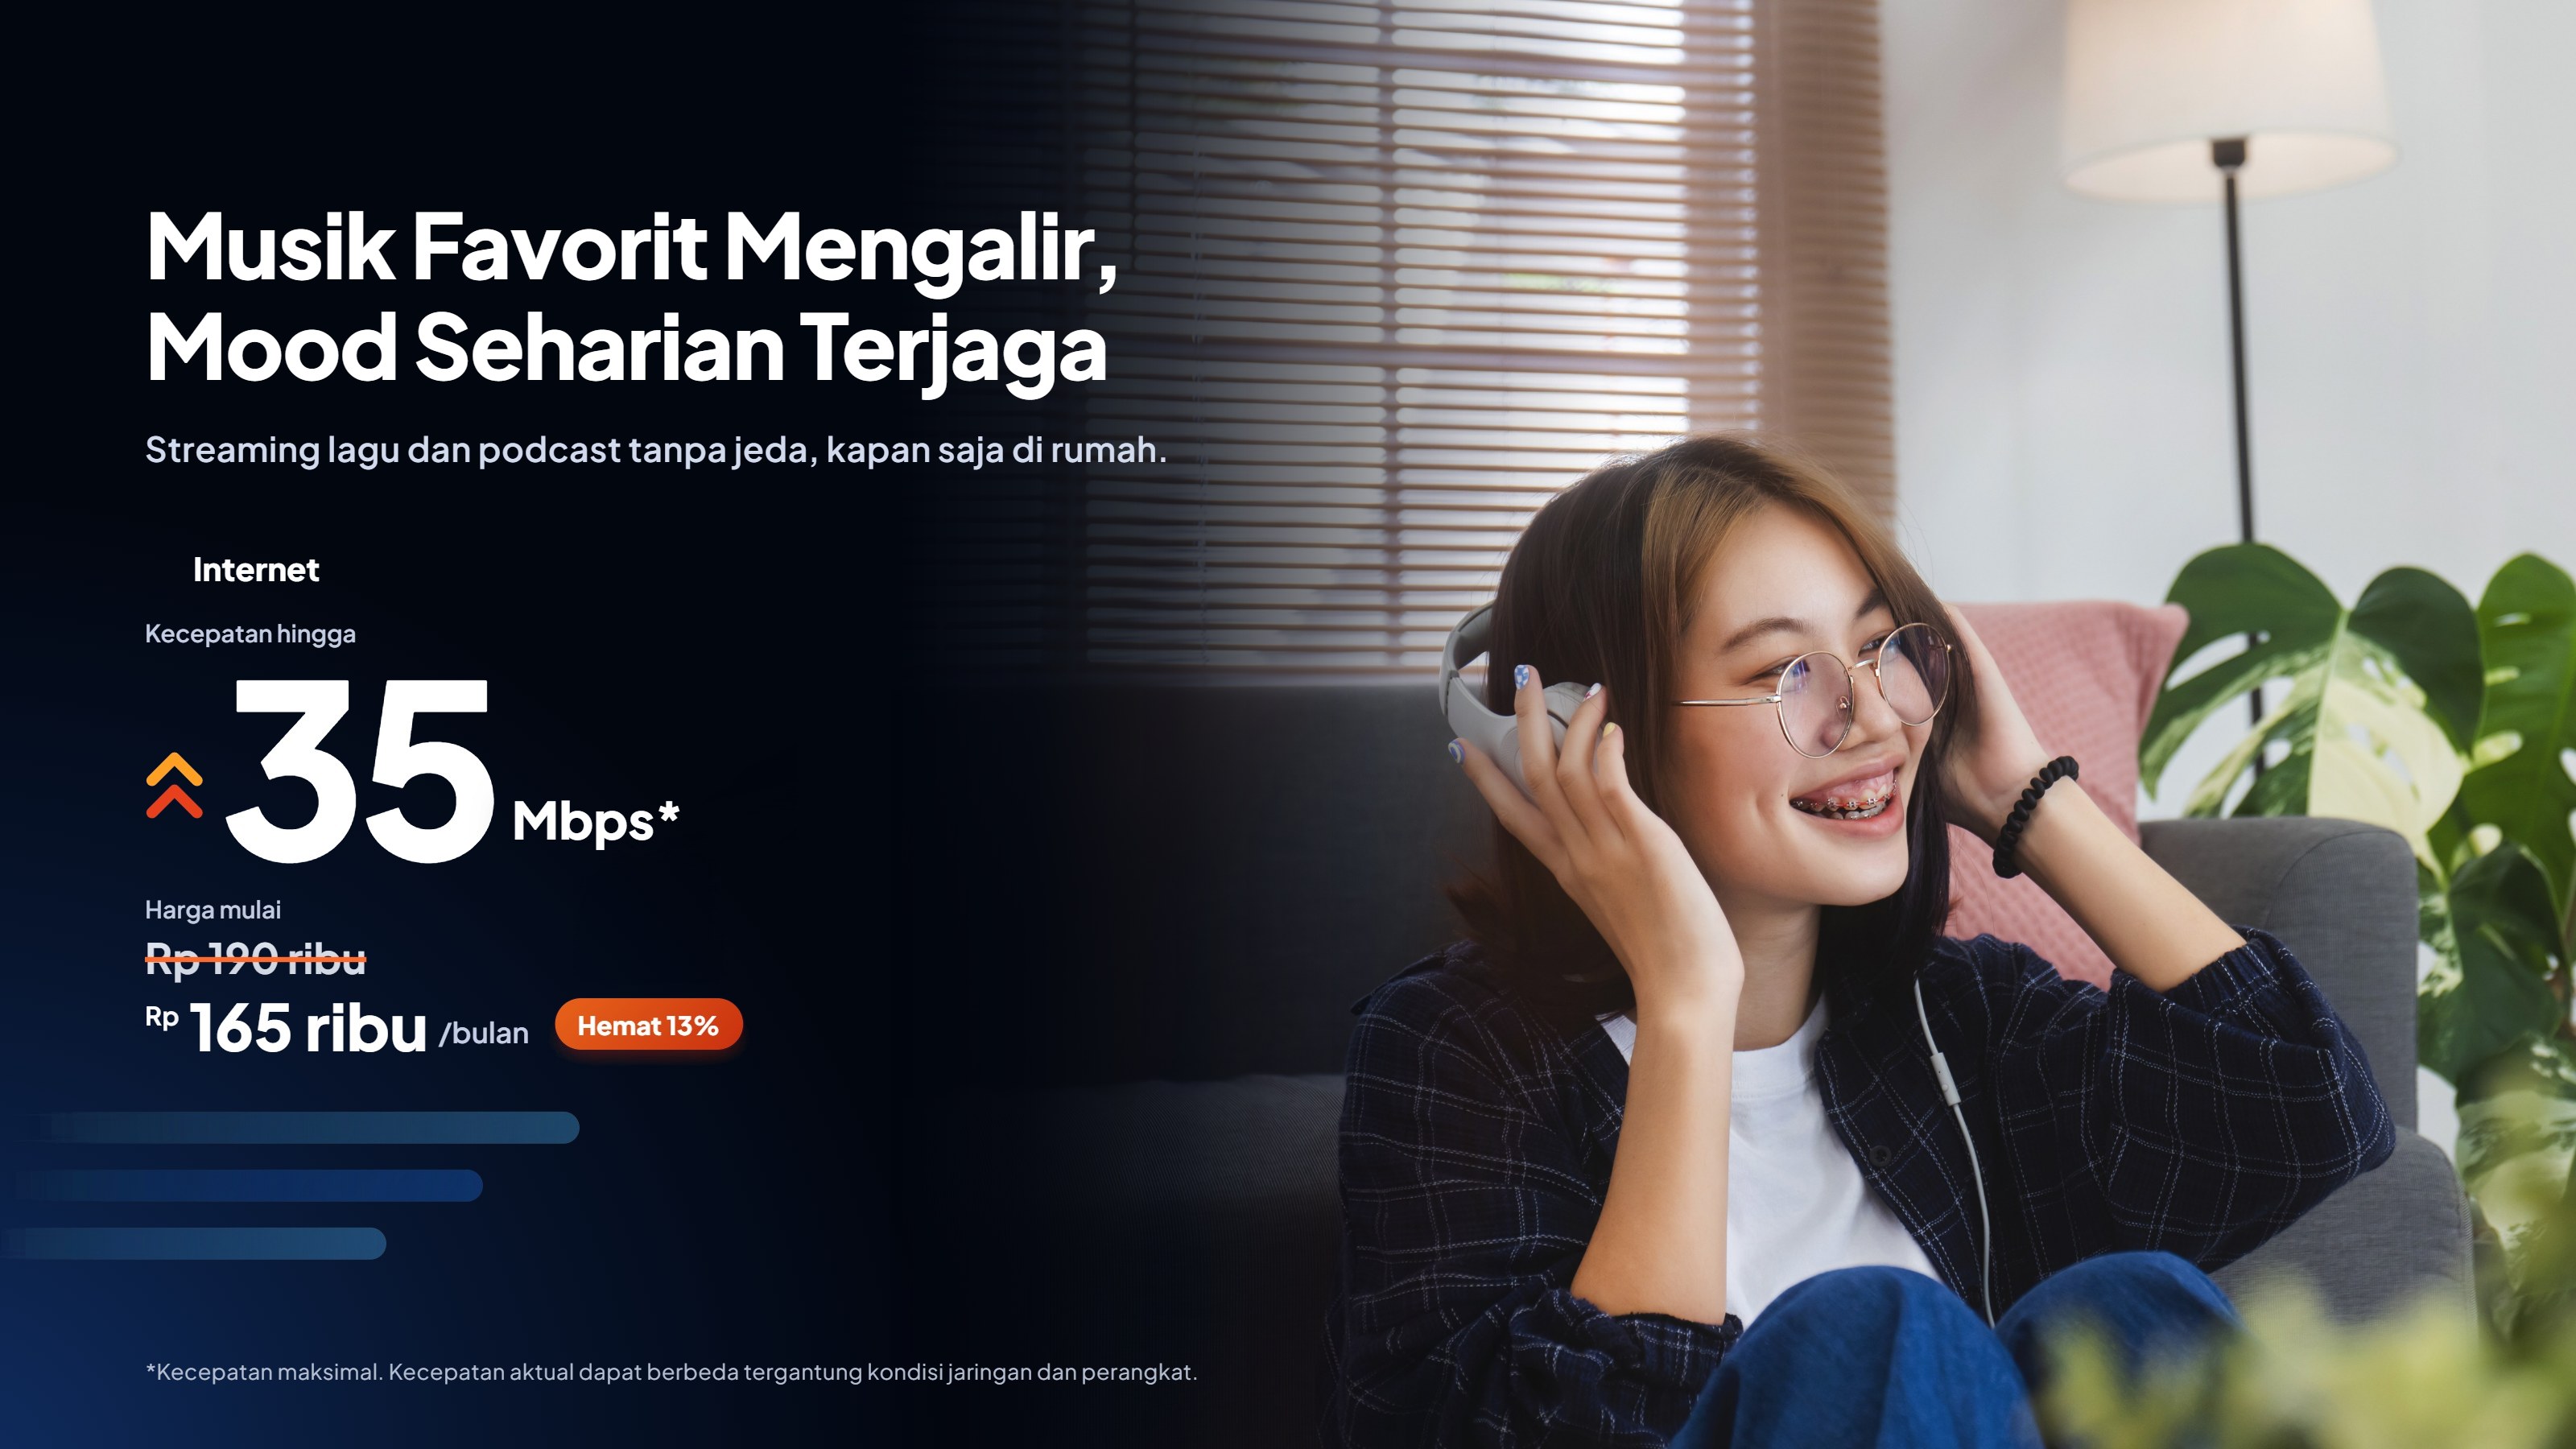 Musik Favorit Mengalir,
Mood Seharian Terjaga
Streaming lagu dan podcast tanpa jeda, kapan saja di rumah.
Internet
Kecepatan hingga
35 Mbps*
Harga mulai
Rp 190 ribu
Rp 165 ribu /bulan
Hemat 13%
*Kecepatan maksimal. Kecepatan aktual dapat berbeda tergantung kondisi jaringan dan perangkat.